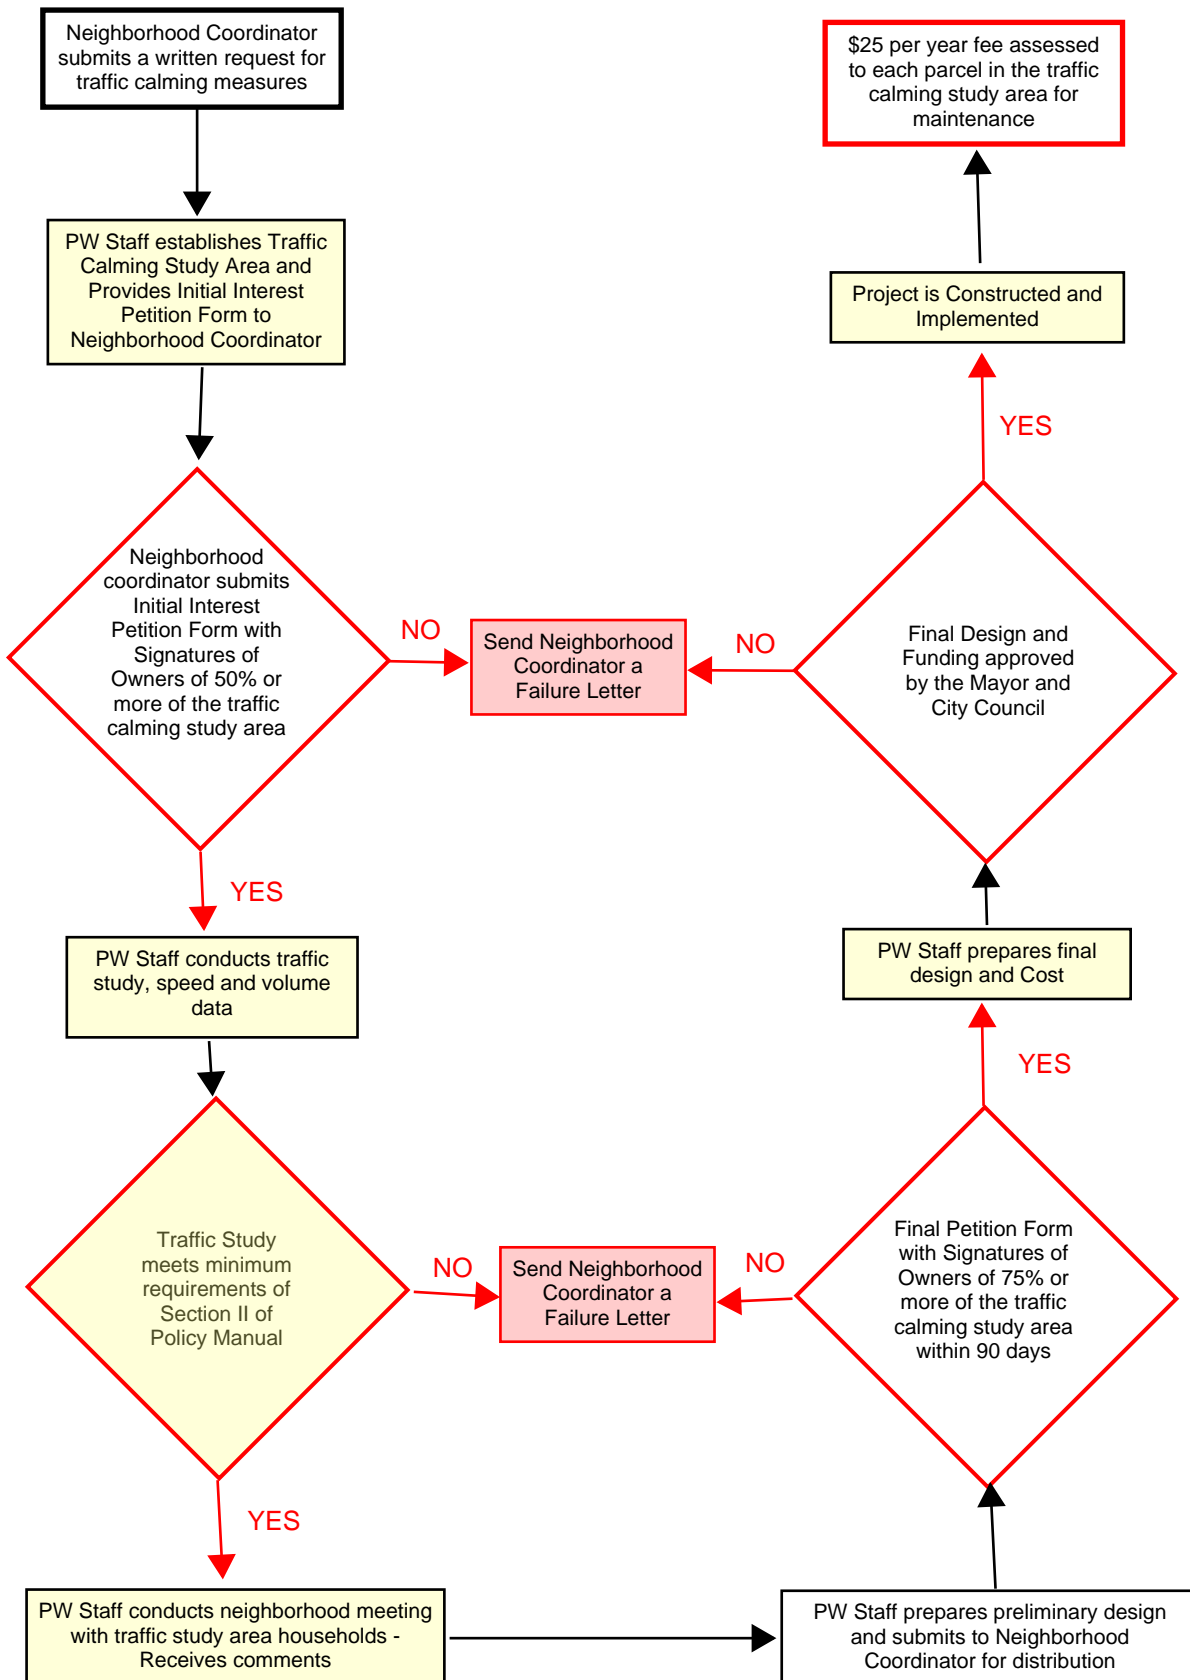 Neighborhood Coordinator
submits a written request for
traffic calming measures
PW Staff establishes Traffic
Calming Study Area and
Provides Initial Interest
Petition Form to
Neighborhood Coordinator
Neighborhood
coordinator submits
Initial Interest
Petition Form with
Signatures of
Owners of 50% or
more of the traffic
calming study area
NO
Send Neighborhood
Coordinator a
Failure Letter
YES
PW Staff conducts traffic
study, speed and volume
data
Traffic Study
meets minimum
requirements of
Section II of
Policy Manual
NO
Send Neighborhood
Coordinator a
Failure Letter
YES
PW Staff conducts neighborhood meeting
with traffic study area households -
Receives comments
PW Staff prepares preliminary design
and submits to Neighborhood
Coordinator for distribution
Final Petition Form
with Signatures of
Owners of 75% or
more of the traffic
calming study area
within 90 days
NO
YES
PW Staff prepares final
design and Cost
Final Design and
Funding approved
by the Mayor and
City Council
NO
YES
Project is Constructed and
Implemented
$25 per year fee assessed
to each parcel in the traffic
calming study area for
maintenance